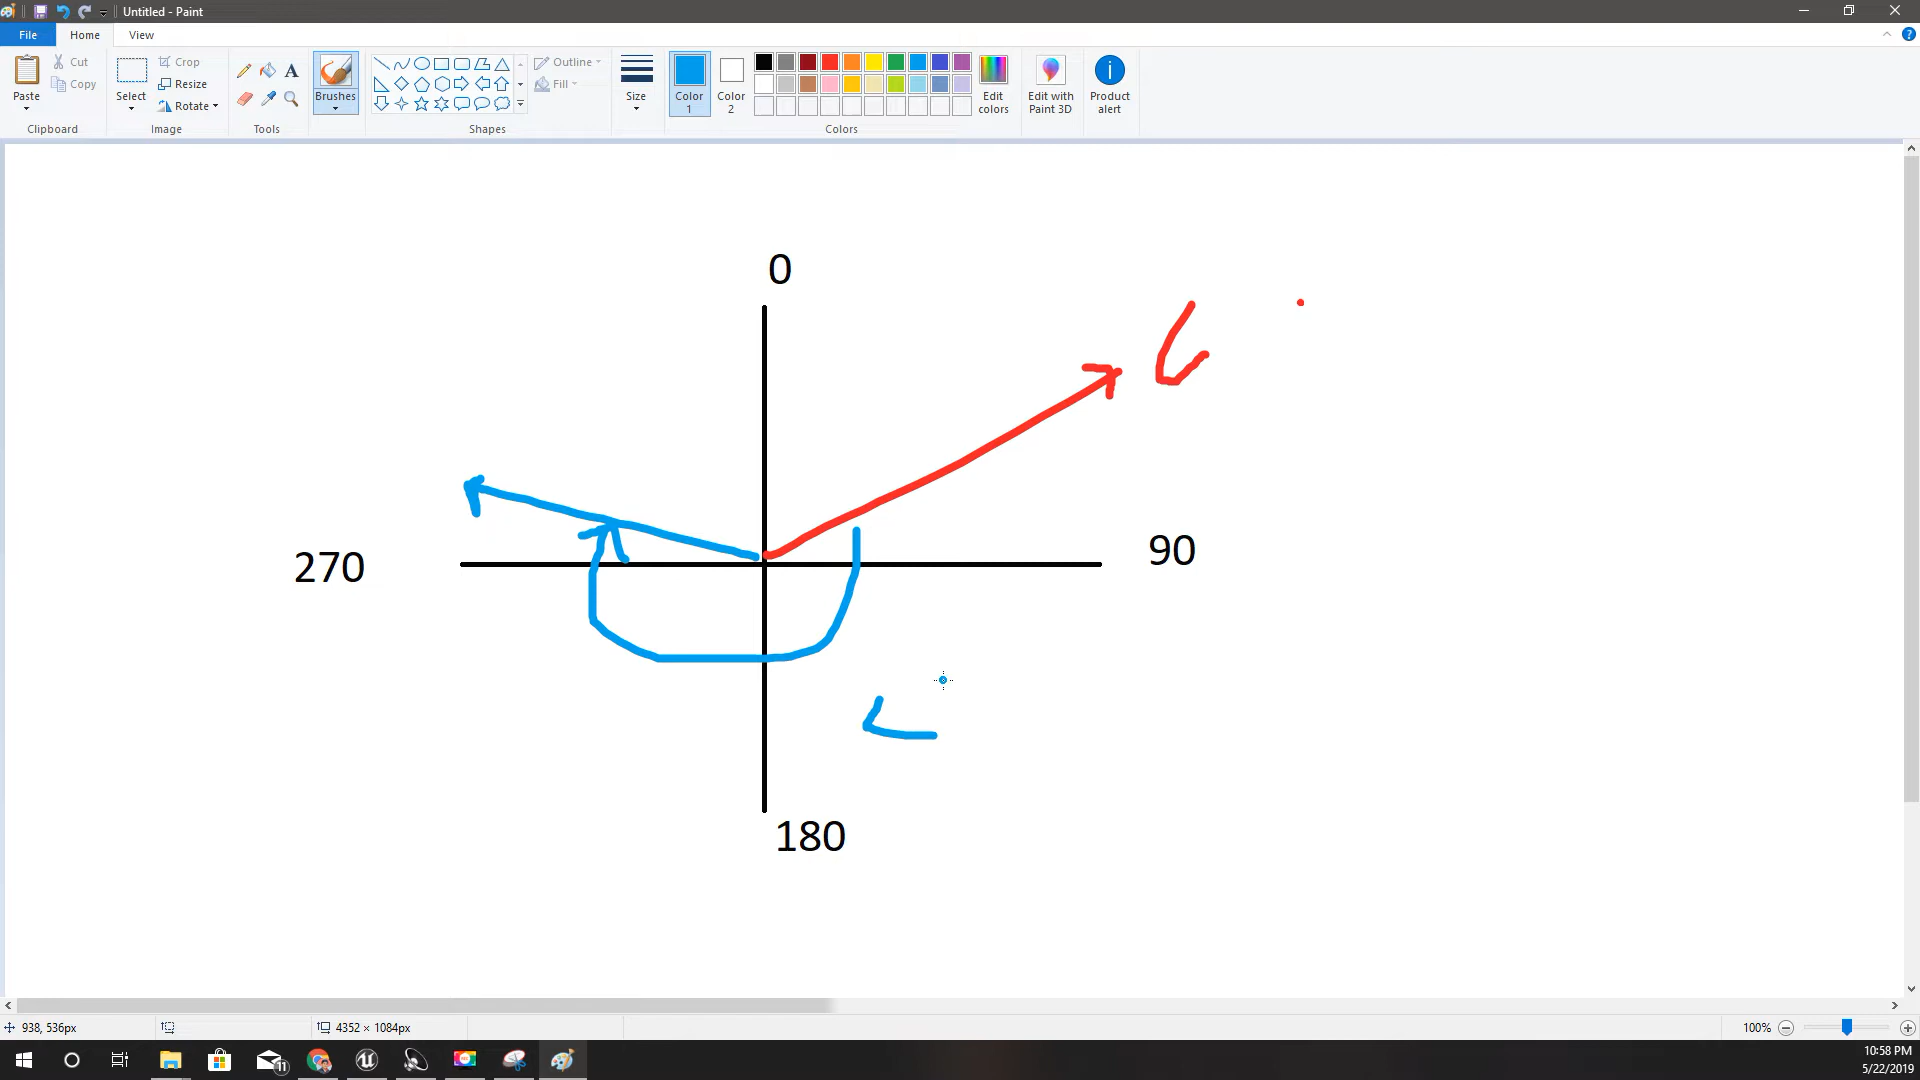 Untitled - Paint
File Home View
Paste
Cut
Copy
Clipboard
Select
Crop
Resize
Rotate
Image
Tools
Brushes
Shapes
Outline
Fill
Size
Color 1
Color 2
Colors
Edit colors
Edit with Paint 3D
Product alert
0
270
90
180
938, 536px
4352 × 1084px
100%
11
10:58 PM
5/22/2019